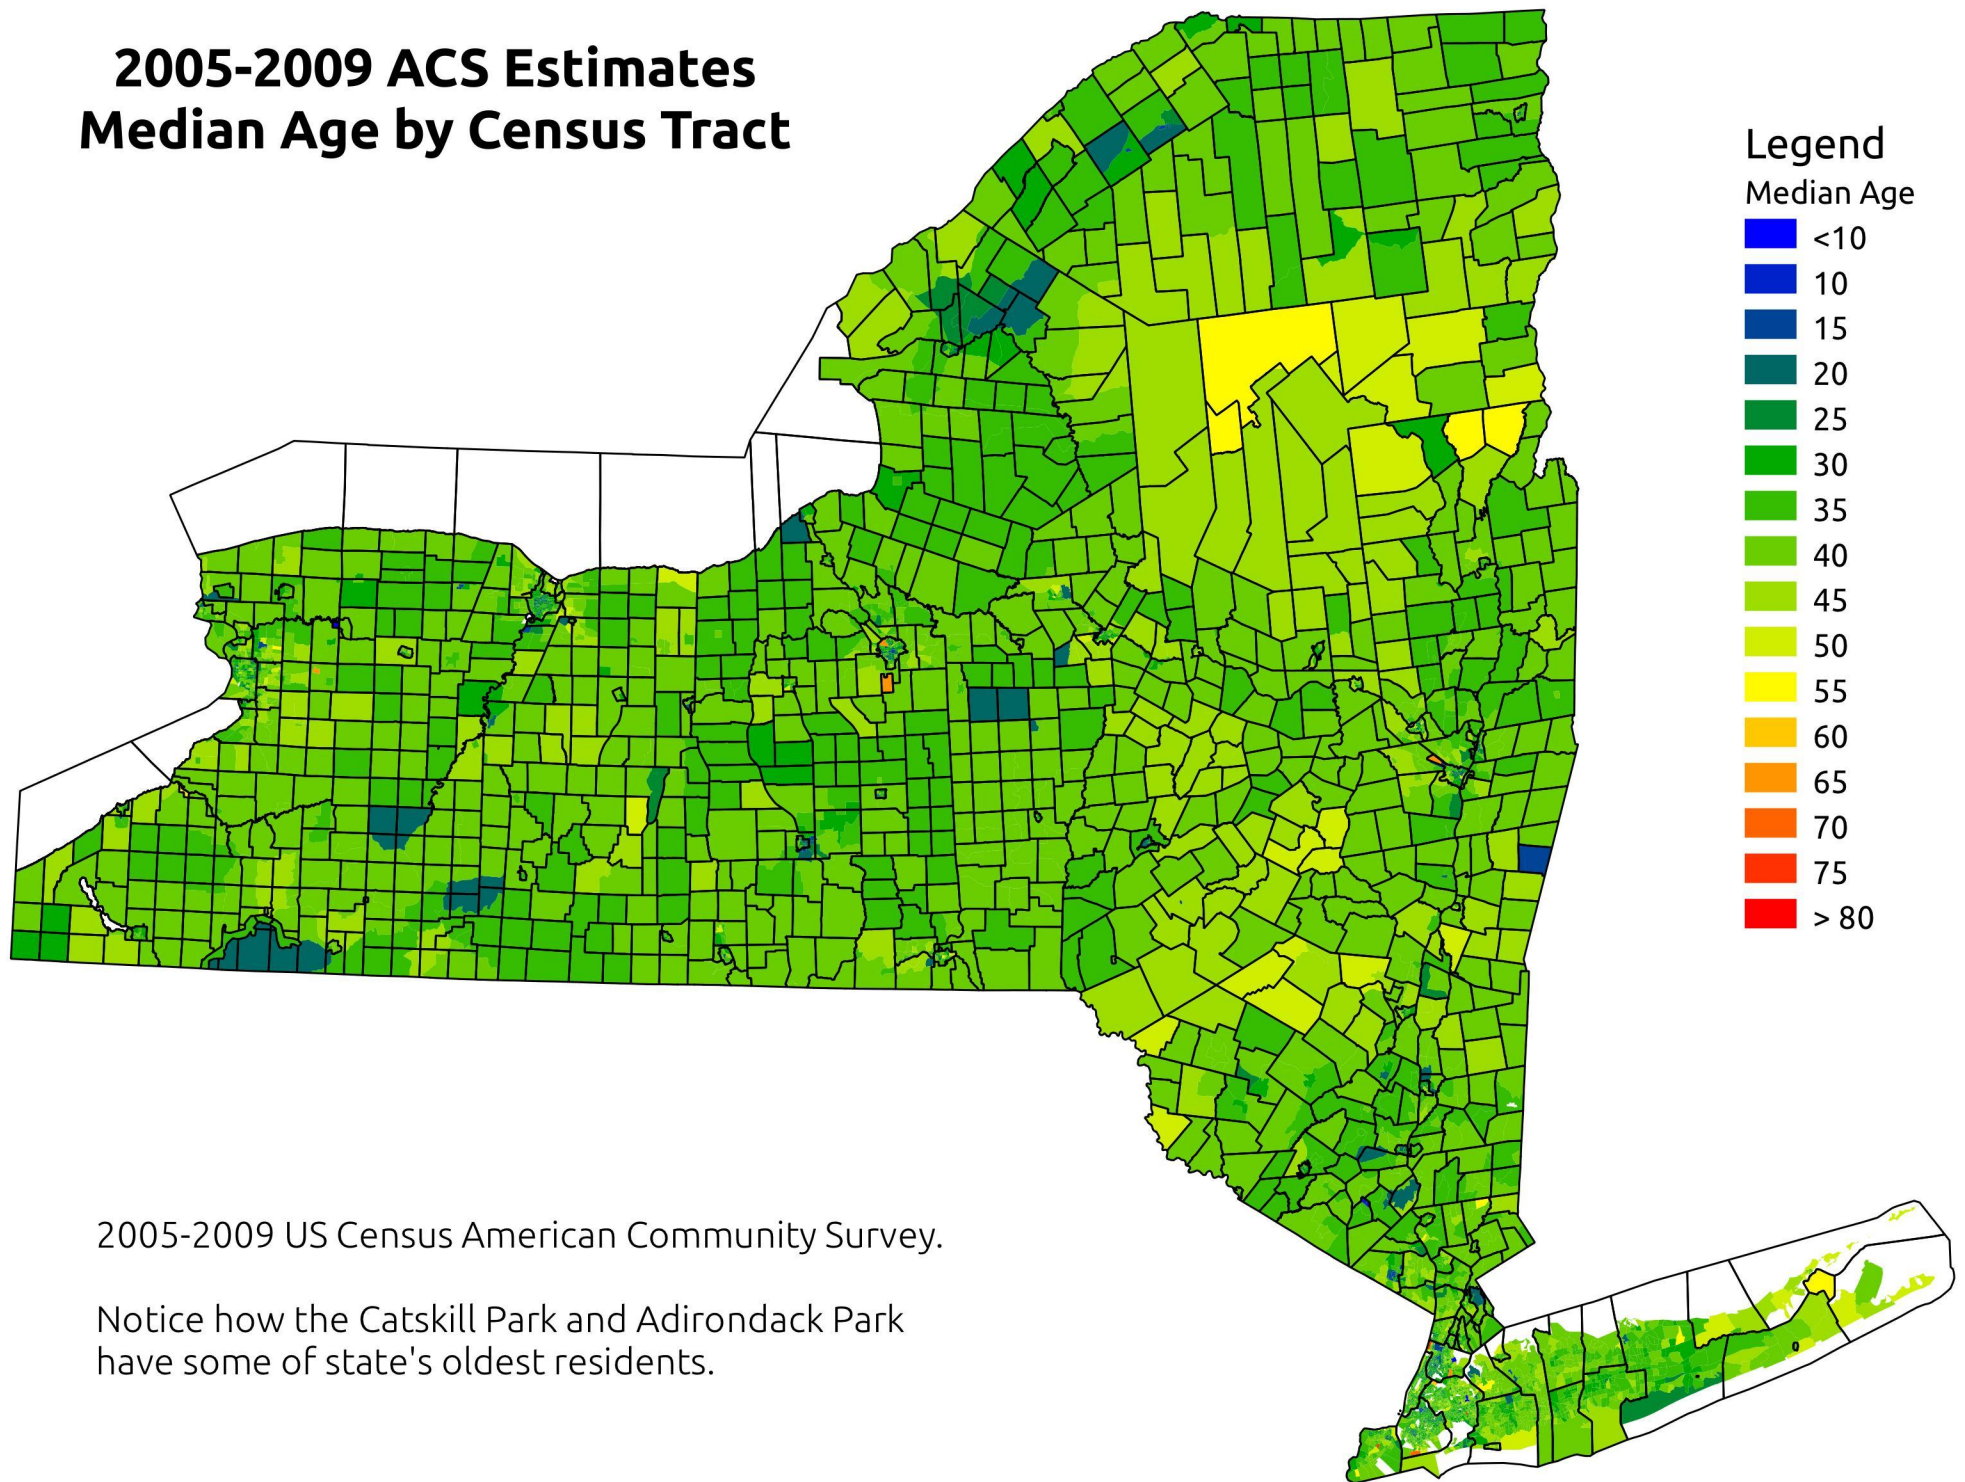 2005-2009 ACS Estimates
Median Age by Census Tract
Legend
Median Age
<10
10
15
20
25
30
35
40
45
50
55
60
65
70
75
> 80
2005-2009 US Census American Community Survey.
Notice how the Catskill Park and Adirondack Park
have some of state's oldest residents.